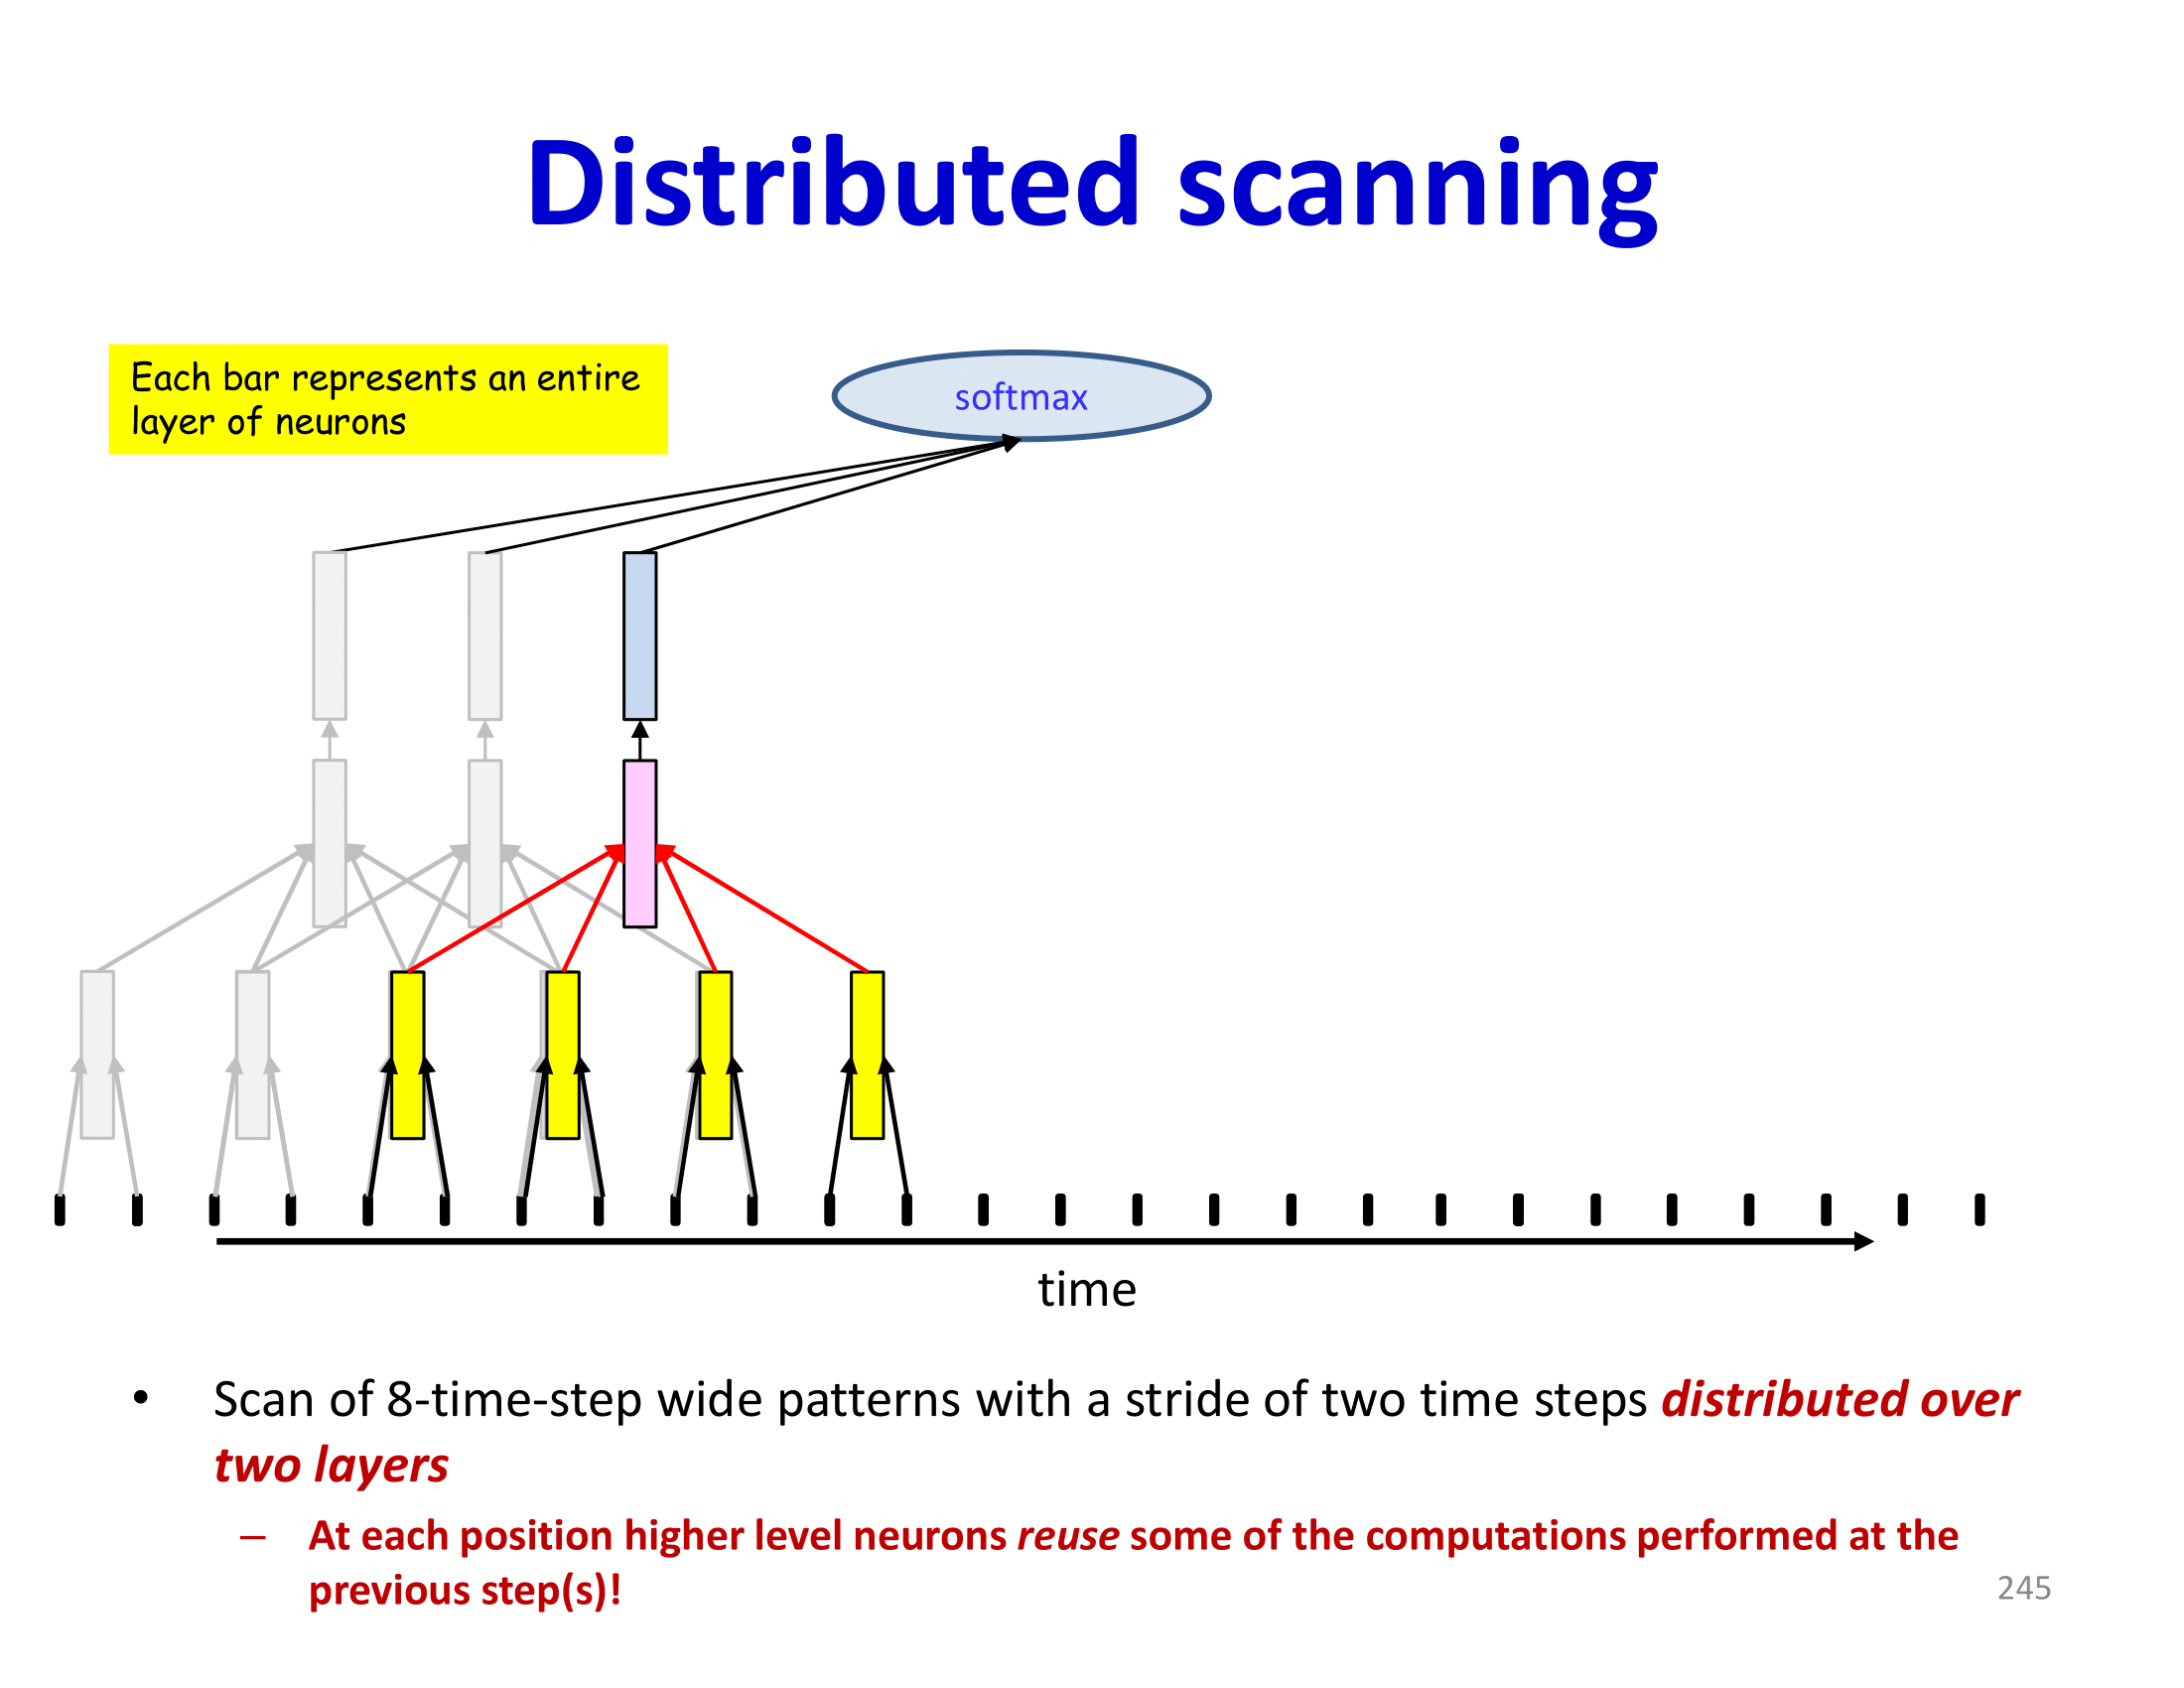 Distributed scanning
Each bar represents an entire
layer of neurons
softmax
time
• Scan of 8-time-step wide patterns with a stride of two time steps distributed over
two layers
– At each position higher level neurons reuse some of the computations performed at the
previous step(s)!
245